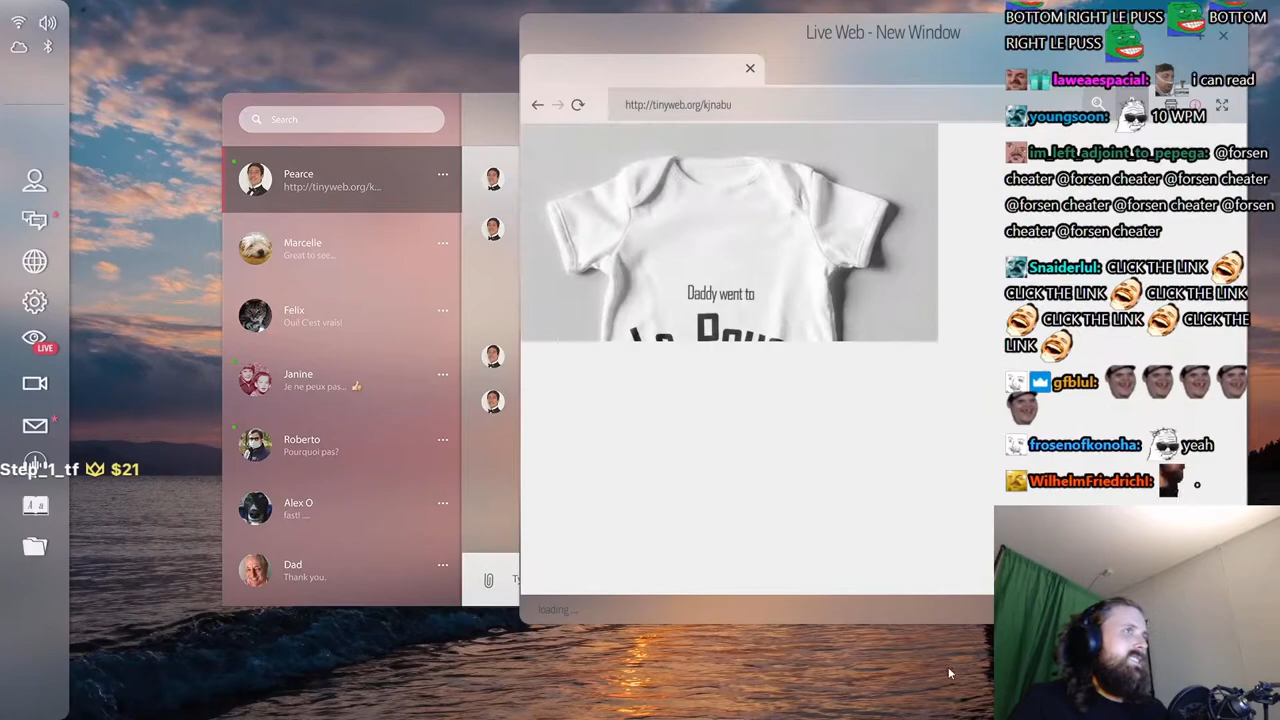 Live Web - New Window
http://tinyweb.org/kjnabu
Search
Pearce
http://tinyweb.org/k...
Marcelle
Great to see...
Felix
Oui! C'est vrais!
Janine
Je ne peux pas...
Roberto
Pourquoi pas?
Alex O
fast! ....
Dad
Thank you.
LIVE
Step_1_tf $21
A a
Daddy went to
loading ...
BOTTOM RIGHT LE PUSS BOTTOM
RIGHT LE PUSS
laweaespacial: i can read
youngsoon: 10 WPM
im_left_adjoint_to_pepega: @forsen
cheater @forsen cheater @forsen cheater
@forsen cheater @forsen cheater @forsen
cheater @forsen cheater
Snaiderlul: CLICK THE LINK
CLICK THE LINK CLICK THE LINK
CLICK THE LINK CLICK THE
LINK
gfblul:
frosenofkonoha: yeah
WilhelmFriedrichI: .